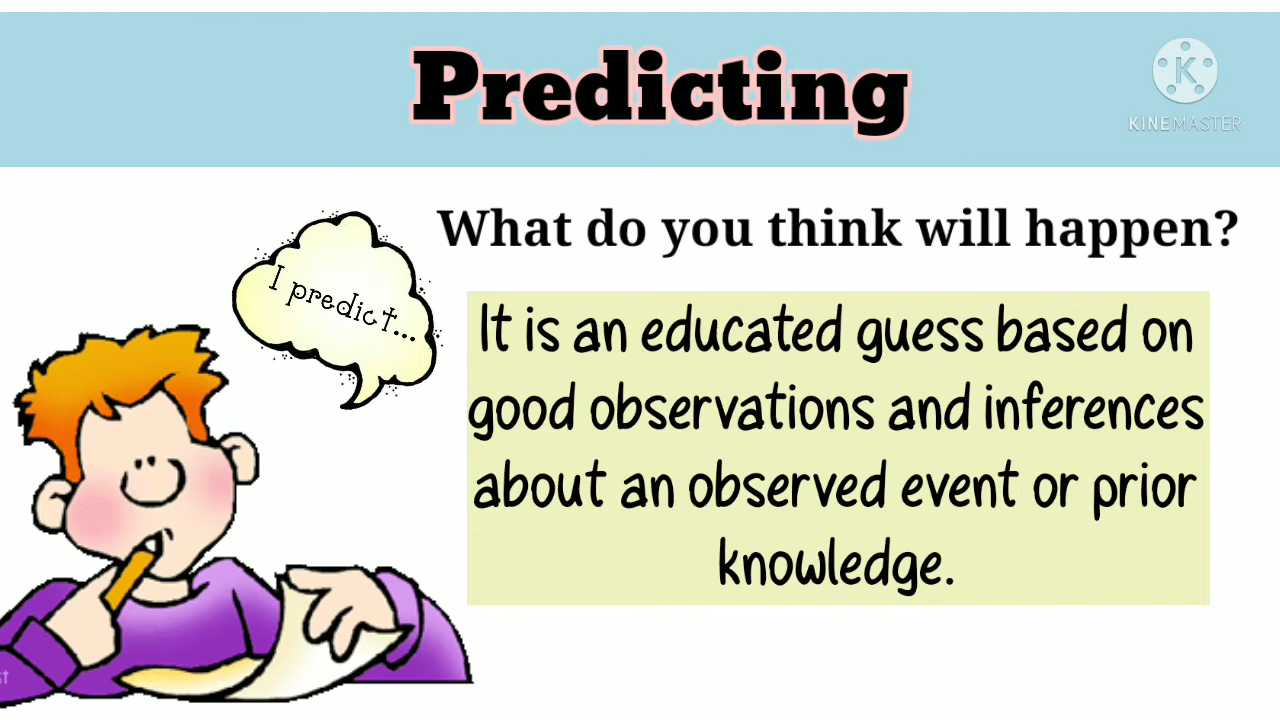 Predicting
KINEMASTER
What do you think will happen?
I predict...
It is an educated guess based on
good observations and inferences
about an observed event or prior
knowledge.